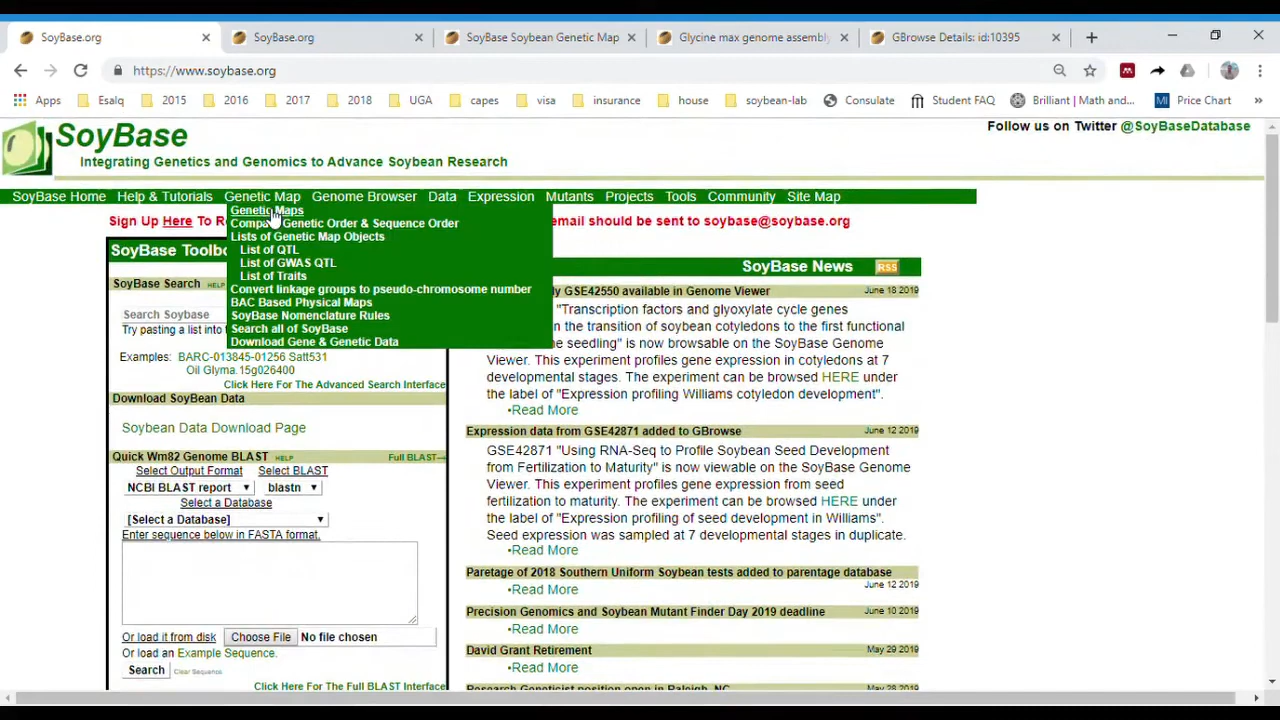 SoyBase.org
SoyBase.org
SoyBase Soybean Genetic Map
Glycine max genome assembly
GBrowse Details: id:10395
https://www.soybase.org
Apps
Esalq
2015
2016
2017
2018
UGA
capes
visa
insurance
house
soybean-lab
Consulate
Student FAQ
Brilliant | Math and...
MI Price Chart
»
SoyBase
Integrating Genetics and Genomics to Advance Soybean Research
Follow us on Twitter @SoyBaseDatabase
SoyBase Home Help & Tutorials Genetic Map Genome Browser Data Expression Mutants Projects Tools Community Site Map
Genetic Maps
Sign Up Here To R
email should be sent to soybase@soybase.org
Genetic Order & Sequence Order
Lists of Genetic Map Objects
List of QTL
List of GWAS QTL
List of Traits
Convert linkage groups to pseudo-chromosome number
BAC Based Physical Maps
SoyBase Nomenclature Rules
Search all of SoyBase
Download Gene & Genetic Data
SoyBase Toolbo
SoyBase Search HELP
Search Soybase
Try pasting a list into
Examples: BARC-013845-01256 Satt531
Oil Glyma.15g026400
Click Here For The Advanced Search Interface
Download SoyBean Data
Soybean Data Download Page
Quick Wm82 Genome BLAST HELP Full BLAST→
Select Output Format Select BLAST
NCBI BLAST report blastn
Select a Database
[Select a Database]
Enter sequence below in FASTA format.
Or load it from disk Choose File No file chosen
Or load an Example Sequence.
Search Clear Sequence
Click Here For The Full BLAST Interface
SoyBase News RSS
GSE42550 available in Genome Viewer June 18 2019
"Transcription factors and glyoxylate cycle genes
in the transition of soybean cotyledons to the first functional
seedling" is now browsable on the SoyBase Genome
Viewer. This experiment profiles gene expression in cotyledons at 7
developmental stages. The experiment can be browsed HERE under
the label of "Expression profiling Williams cotyledon development".
•Read More
Expression data from GSE42871 added to GBrowse June 12 2019
GSE42871 "Using RNA-Seq to Profile Soybean Seed Development
from Fertilization to Maturity" is now viewable on the SoyBase Genome
Viewer. This experiment profiles gene expression from seed
fertilization to maturity. The experiment can be browsed HERE under
the label of "Expression profiling of seed development in Williams".
Seed expression was sampled at 7 developmental stages in duplicate.
•Read More
Paretage of 2018 Southern Uniform Soybean tests added to parentage database
June 12 2019
•Read More
Precision Genomics and Soybean Mutant Finder Day 2019 deadline June 10 2019
•Read More
David Grant Retirement May 29 2019
•Read More
Research Geneticist position open in Raleigh, NC May 28 2019